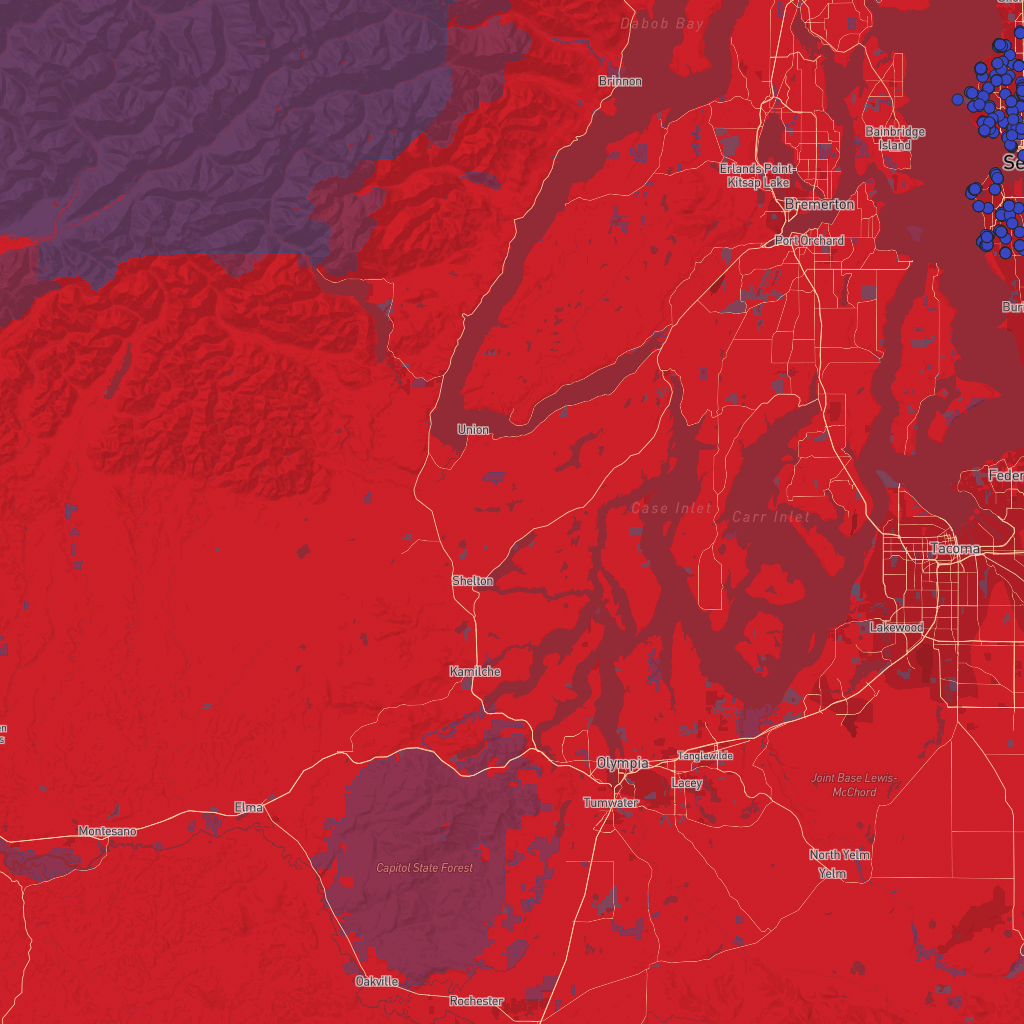 Dabob Bay
Brinnon
Bainbridge
Island
Se
Erlands Point-
Kitsap Lake
Bremerton
Port Orchard
Bur
Union
Feder
Case Inlet
Carr Inlet
Tacoma
Shelton
Lakewood
Kamilche
Olympia
Tanglewilde
Lacey
Joint Base Lewis-
McChord
Tumwater
Elma
Montesano
North Yelm
Yelm
Capitol State Forest
Oakville
Rochester